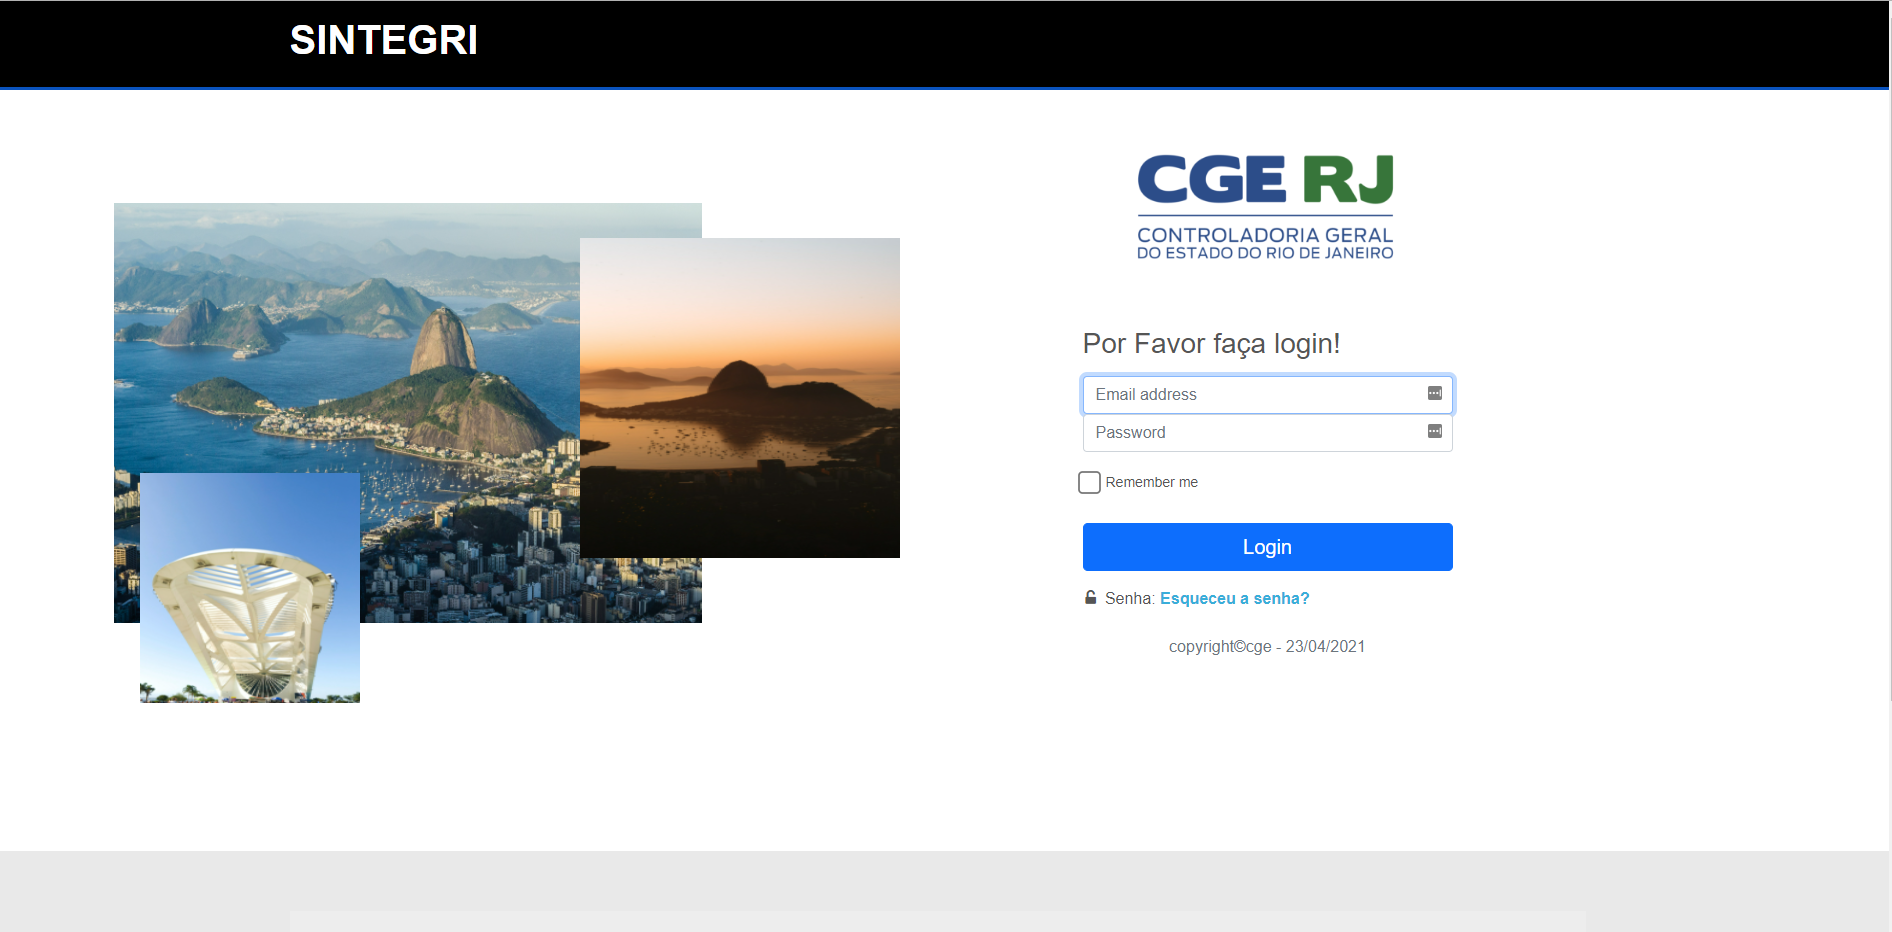 SINTEGRI
CGE RJ
CONTROLADORIA GERAL
DO ESTADO DO RIO DE JANEIRO
Por Favor faça login!
Email address
Password
Remember me
Login
Senha: Esqueceu a senha?
copyright©cge - 23/04/2021